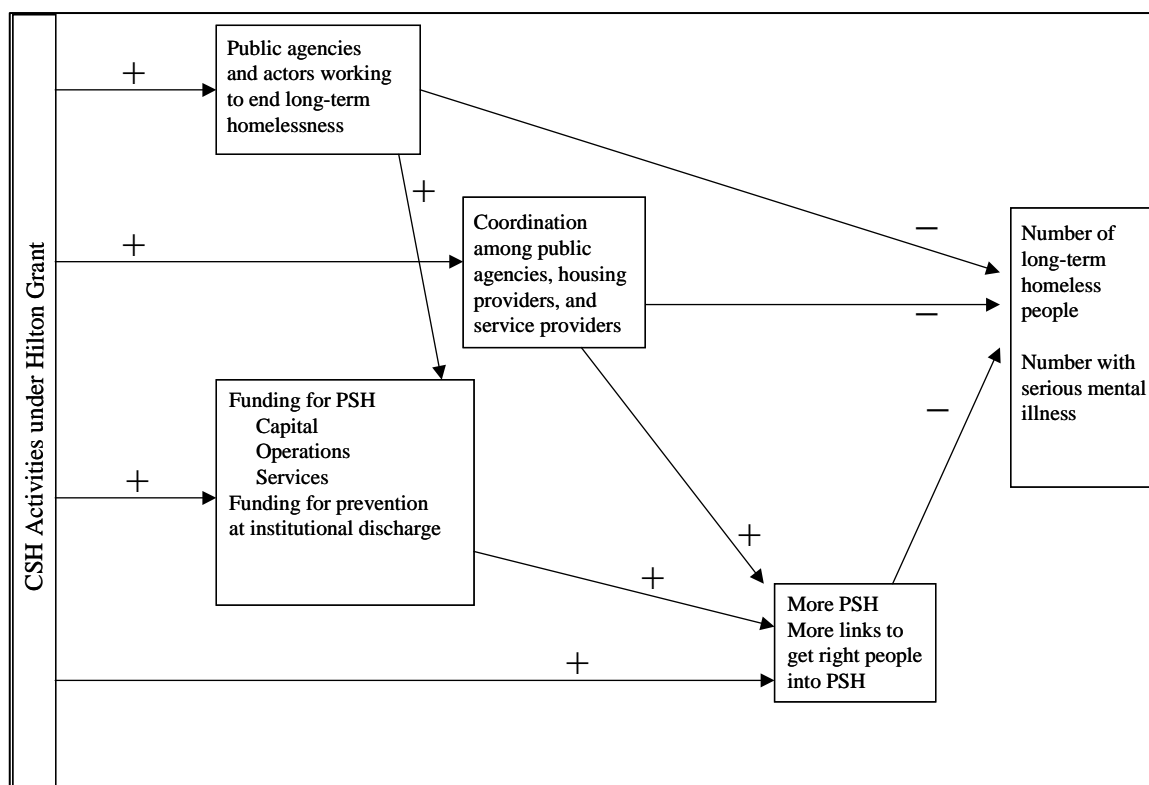 CSH Activities under Hilton Grant
+
Public agencies
and actors working
to end long-term
homelessness
+
+
Coordination
among public
agencies, housing
providers, and
service providers
−
−
Number of
long-term
homeless
people
Number with
serious mental
illness
−
+
Funding for PSH
Capital
Operations
Services
Funding for prevention
at institutional discharge
+
+
+
More PSH
More links to
get right people
into PSH